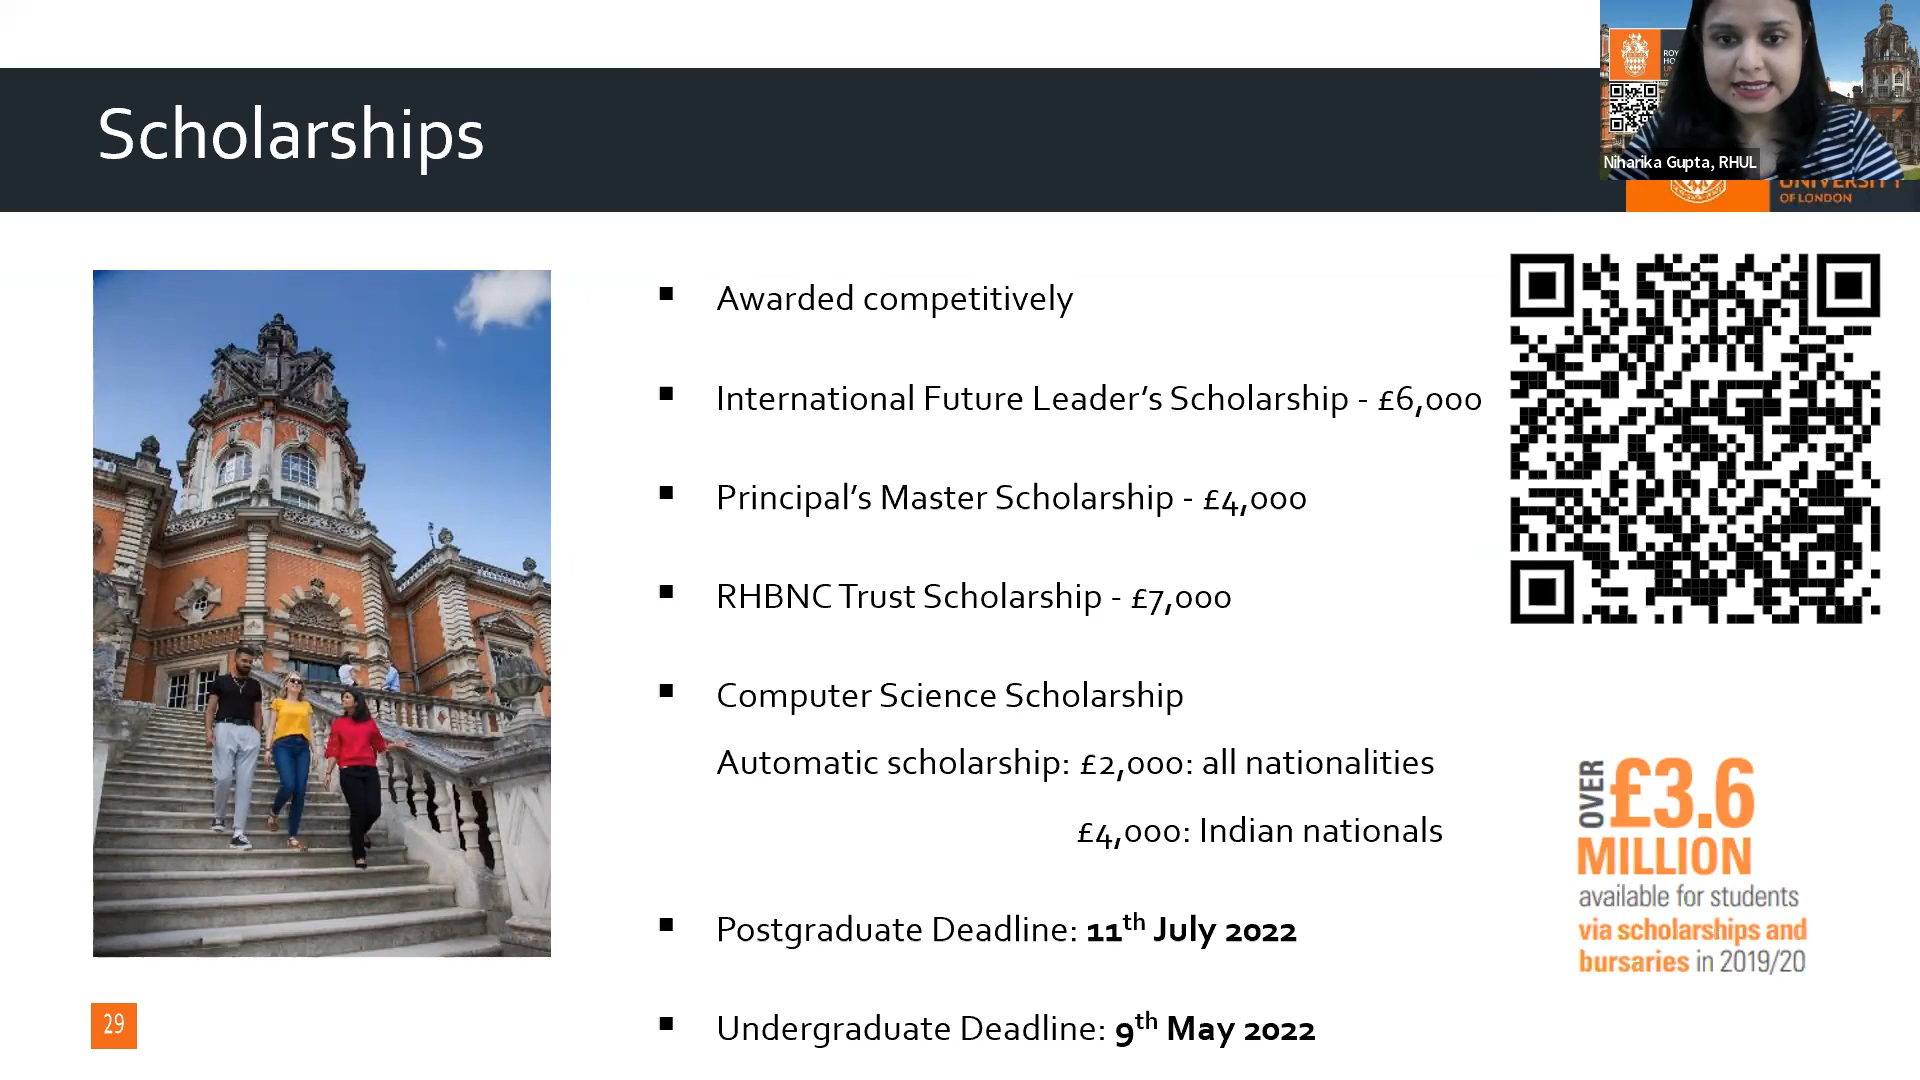 Scholarships
ROY
HO
Niharika Gupta, RHUL
UNIVERSITY
OF LONDON
▪ Awarded competitively
▪ International Future Leader’s Scholarship - £6,000
▪ Principal’s Master Scholarship - £4,000
▪ RHBNC Trust Scholarship - £7,000
▪ Computer Science Scholarship
Automatic scholarship: £2,000: all nationalities
£4,000: Indian nationals
▪ Postgraduate Deadline: 11th July 2022
▪ Undergraduate Deadline: 9th May 2022
OVER
£3.6
MILLION
available for students
via scholarships and
bursaries in 2019/20
29